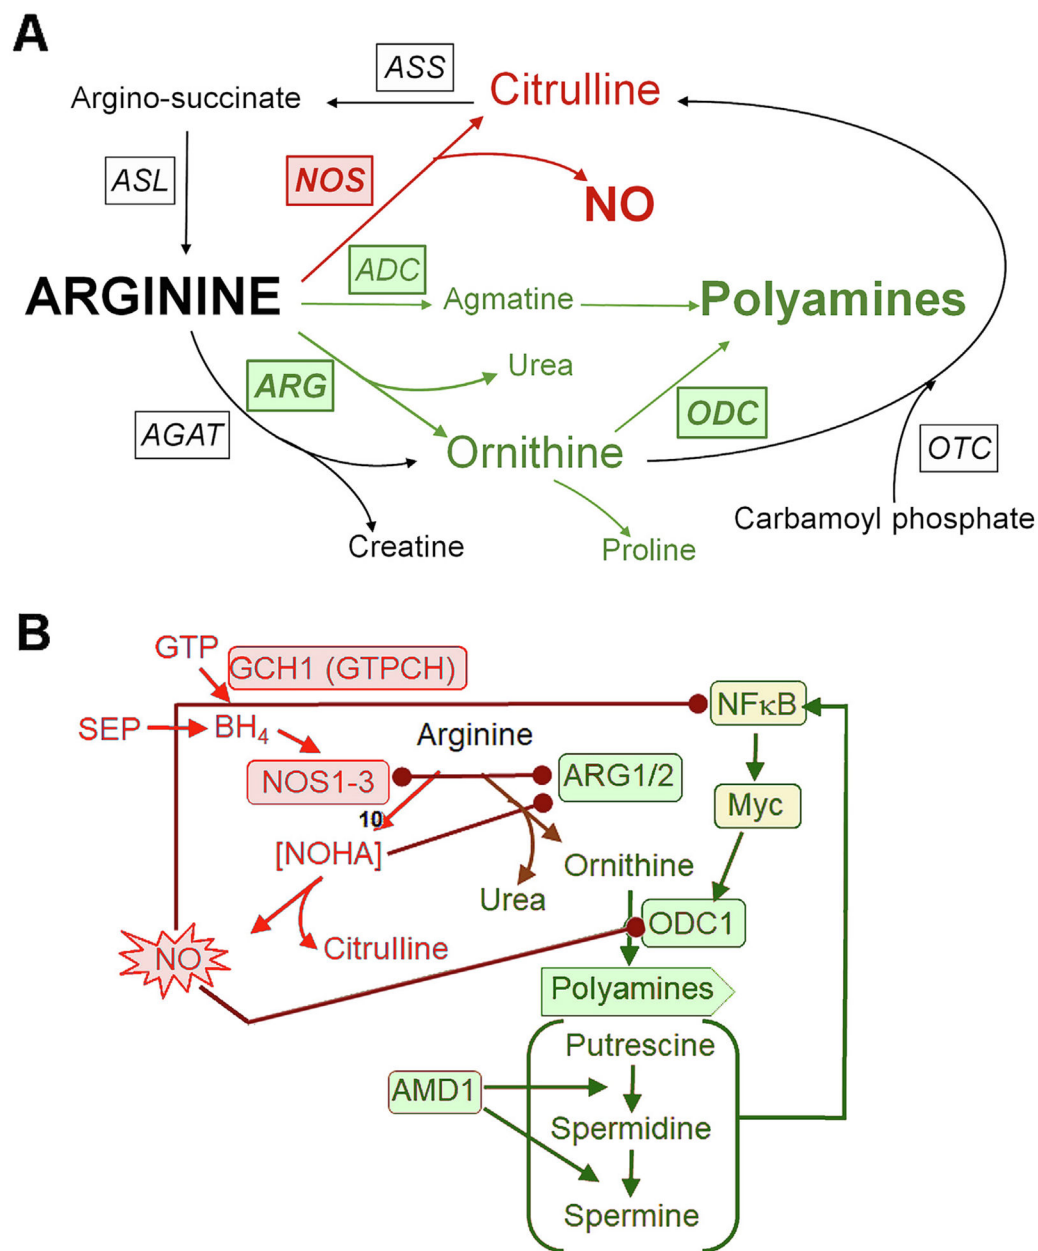 A
ASS
Argino-succinate
Citrulline
ASL
NOS
NO
ADC
ARGININE
Agmatine
Polyamines
Urea
ARG
ODC
AGAT
Ornithine
OTC
Carbamoyl phosphate
Creatine
Proline
B
GTP
GCH1 (GTPCH)
NFκB
SEP
BH4
Arginine
NOS1-3
ARG1/2
Myc
10
[NOHA]
Ornithine
Urea
ODC1
Citrulline
NO
Polyamines
Putrescine
AMD1
Spermidine
Spermine